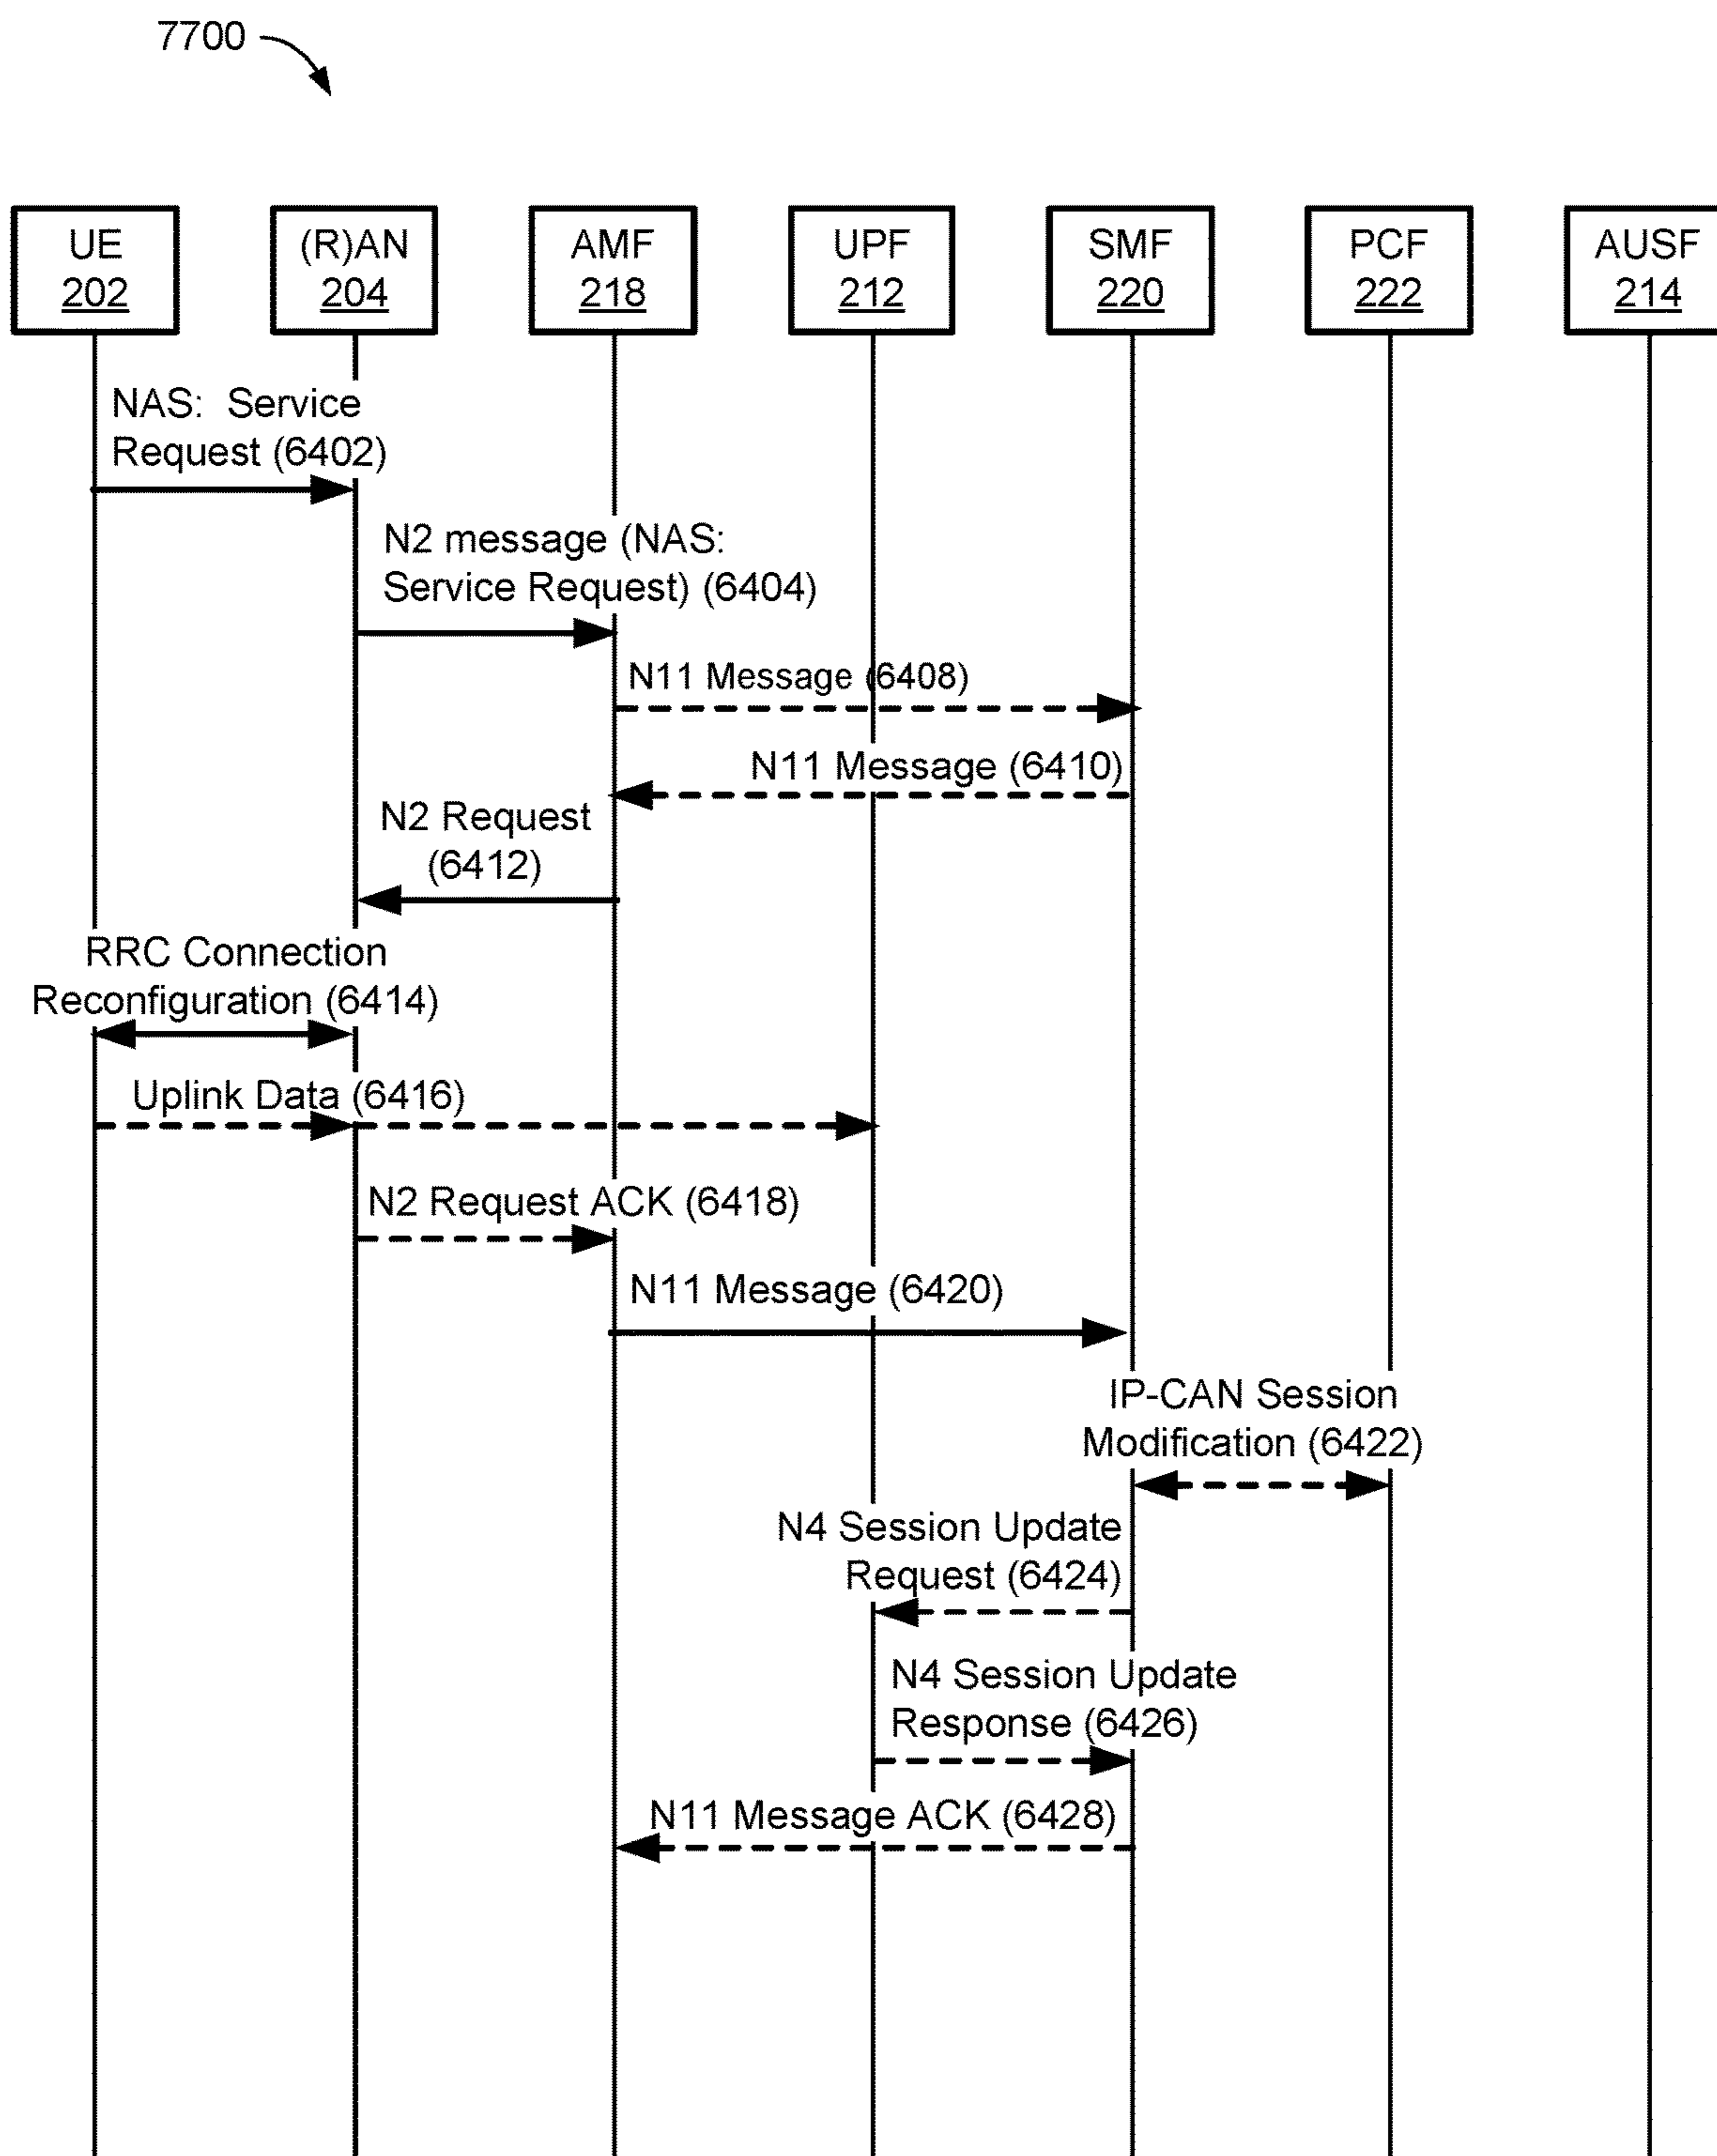 7700
UE
202
(R)AN
204
AMF
218
UPF
212
SMF
220
PCF
222
AUSF
214
NAS: Service
Request (6402)
N2 message (NAS:
Service Request) (6404)
N11 Message (6408)
N11 Message (6410)
N2 Request
(6412)
RRC Connection
Reconfiguration (6414)
Uplink Data (6416)
N2 Request ACK (6418)
N11 Message (6420)
IP-CAN Session
Modification (6422)
N4 Session Update
Request (6424)
N4 Session Update
Response (6426)
N11 Message ACK (6428)